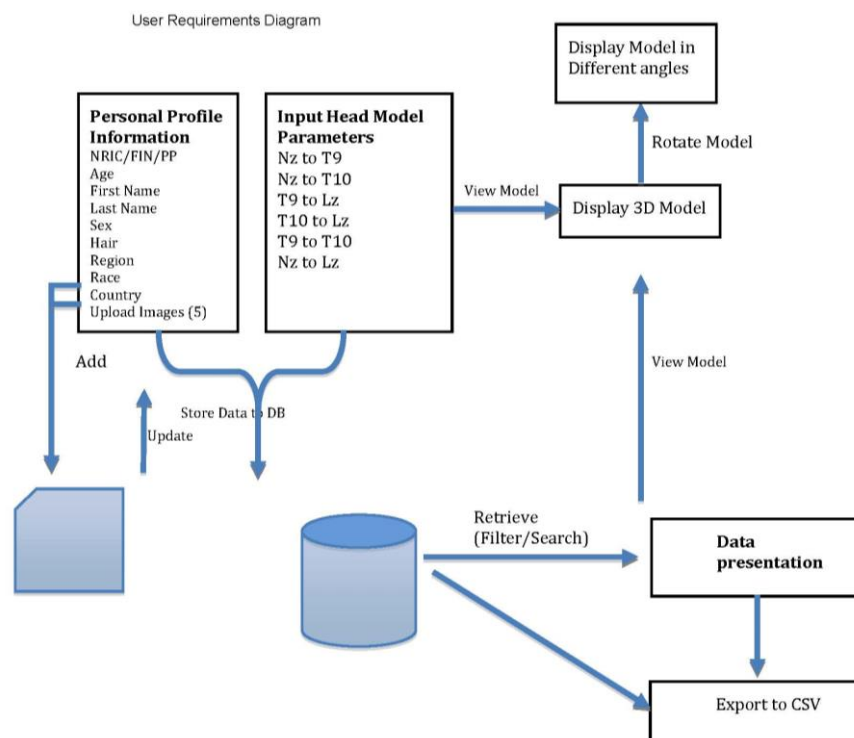 User Requirements Diagram
Personal Profile
Information
NRIC/FIN/PP
Age
First Name
Last Name
Sex
Hair
Region
Race
Country
Upload Images (5)
Input Head Model
Parameters
Nz to T9
Nz to T10
T9 to Lz
T10 to Lz
T9 to T10
Nz to Lz
Display Model in
Different angles
Rotate Model
View Model
Display 3D Model
Add
Store Data to DB
Update
View Model
Retrieve
(Filter/Search)
Data
presentation
Export to CSV